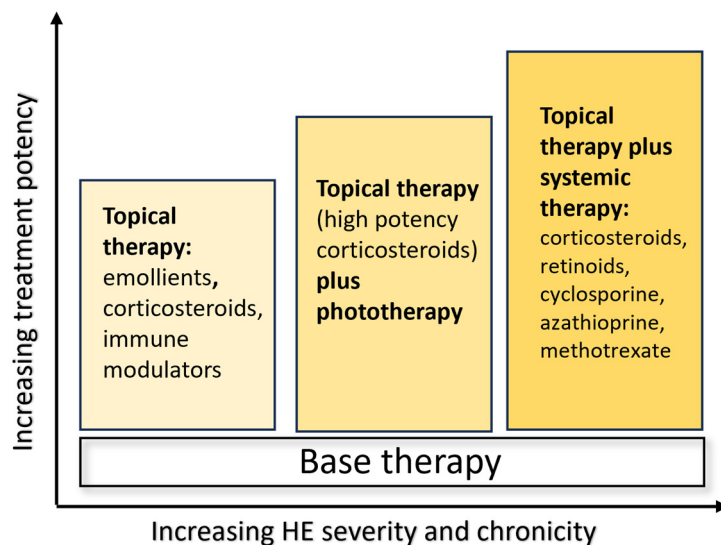 Increasing treatment potency
Topical
therapy:
emollients,
corticosteroids,
immune
modulators
Topical therapy
(high potency
corticosteroids)
plus
phototherapy
Topical
therapy plus
systemic
therapy:
corticosteroids,
retinoids,
cyclosporine,
azathioprine,
methotrexate
Base therapy
Increasing HE severity and chronicity